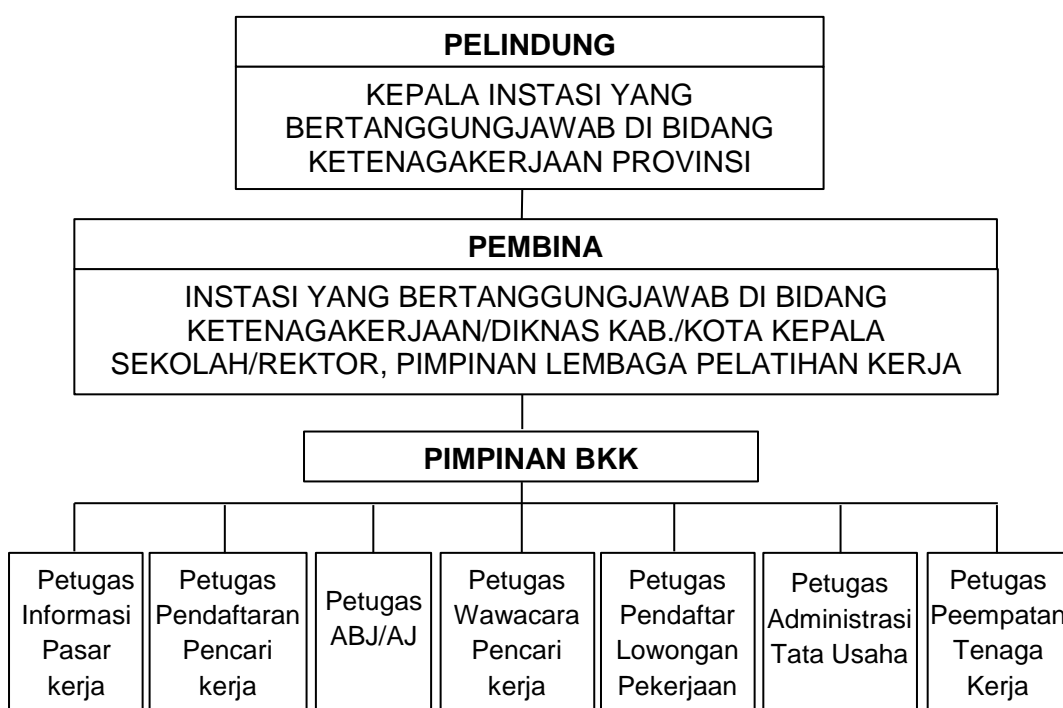 PELINDUNG
KEPALA INSTASI YANG
BERTANGGUNGJAWAB DI BIDANG
KETENAGAKERJAAN PROVINSI
PEMBINA
INSTASI YANG BERTANGGUNGJAWAB DI BIDANG
KETENAGAKERJAAN/DIKNAS KAB./KOTA KEPALA
SEKOLAH/REKTOR, PIMPINAN LEMBAGA PELATIHAN KERJA
PIMPINAN BKK
Petugas
Informasi
Pasar
kerja
Petugas
Pendaftaran
Pencari
kerja
Petugas
ABJ/AJ
Petugas
Wawacara
Pencari
kerja
Petugas
Pendaftar
Lowongan
Pekerjaan
Petugas
Administrasi
Tata Usaha
Petugas
Peempatan
Tenaga
Kerja